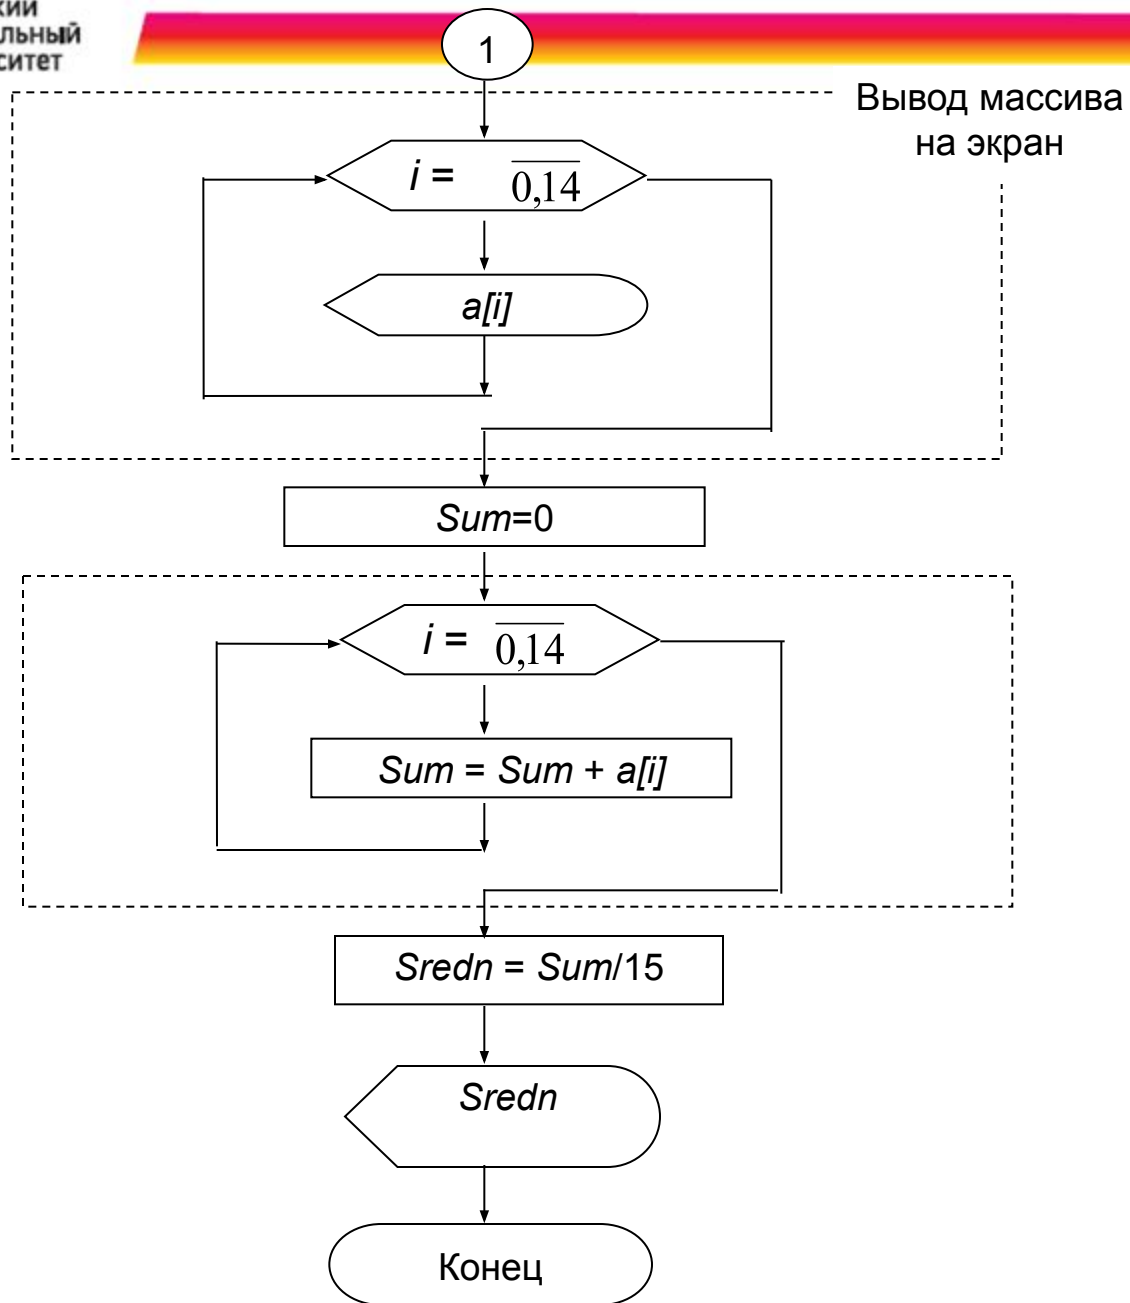 льный
ситет
1
Вывод массива
на экран
i = 0,14
a[i]
Sum=0
i = 0,14
Sum = Sum + a[i]
Sredn = Sum/15
Sredn
Конец